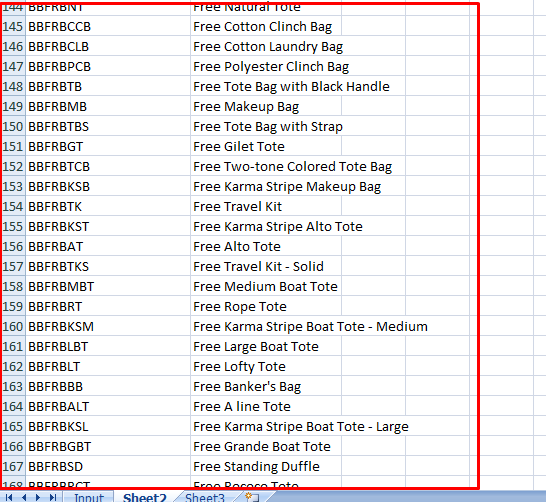 144 BBFRBNT Free Natural Tote
145 BBFRBCCB Free Cotton Clinch Bag
146 BBFRBCLB Free Cotton Laundry Bag
147 BBFRBPCB Free Polyester Clinch Bag
148 BBFRBTB Free Tote Bag with Black Handle
149 BBFRBMB Free Makeup Bag
150 BBFRBTBS Free Tote Bag with Strap
151 BBFRBGT Free Gilet Tote
152 BBFRBTCB Free Two-tone Colored Tote Bag
153 BBFRBKSB Free Karma Stripe Makeup Bag
154 BBFRBTK Free Travel Kit
155 BBFRBKST Free Karma Stripe Alto Tote
156 BBFRBAT Free Alto Tote
157 BBFRBTKS Free Travel Kit - Solid
158 BBFRBMBT Free Medium Boat Tote
159 BBFRBRT Free Rope Tote
160 BBFRBKSM Free Karma Stripe Boat Tote - Medium
161 BBFRBLBT Free Large Boat Tote
162 BBFRBLT Free Lofty Tote
163 BBFRBBB Free Banker's Bag
164 BBFRBALT Free A line Tote
165 BBFRBKSL Free Karma Stripe Boat Tote - Large
166 BBFRBGBT Free Grande Boat Tote
167 BBFRBSD Free Standing Duffle
168 Free Rococo Tote
Input Sheet2 Sheet3